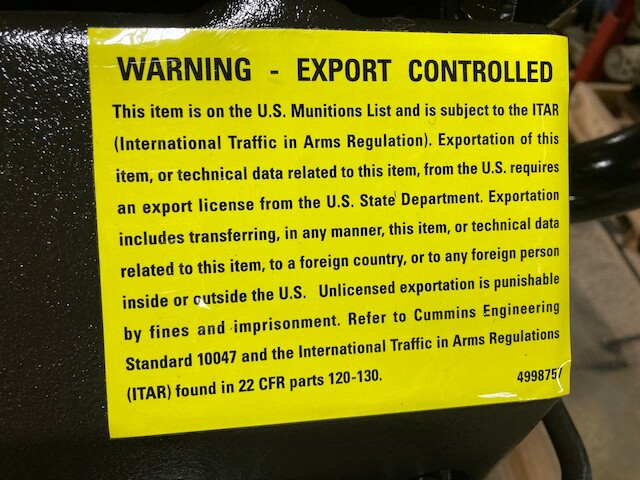 WARNING - EXPORT CONTROLLED
This item is on the U.S. Munitions List and is subject to the ITAR
(International Traffic in Arms Regulation). Exportation of this
item, or technical data related to this item, from the U.S. requires
an export license from the U.S. State Department. Exportation
includes transferring, in any manner, this item, or technical data
related to this item, to a foreign country, or to any foreign person
inside or outside the U.S. Unlicensed exportation is punishable
by fines and imprisonment. Refer to Cummins Engineering
Standard 10047 and the International Traffic in Arms Regulations
(ITAR) found in 22 CFR parts 120-130.